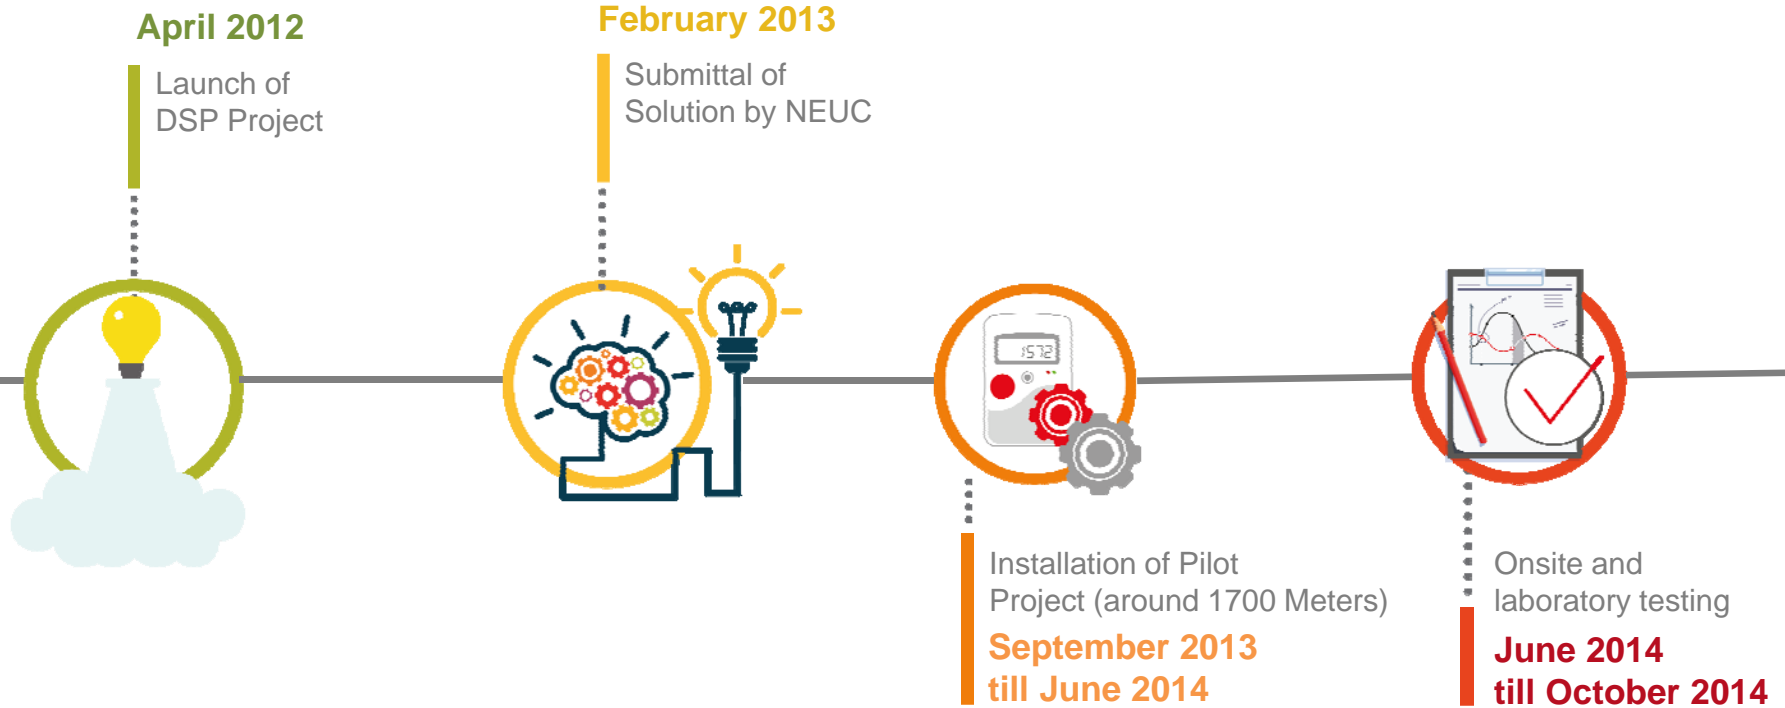 April 2012
Launch of
DSP Project
February 2013
Submittal of
Solution by NEUC
1572
Installation of Pilot
Project (around 1700 Meters)
September 2013
till June 2014
Onsite and
laboratory testing
June 2014
till October 2014